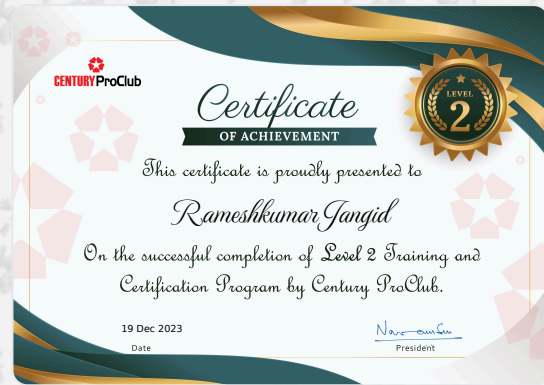 CENTURY ProClub
LEVEL
2
Certificate
OF ACHIEVEMENT
This certificate is proudly presented to
Rameshkumar Jangid
On the successful completion of Level 2 Training and
Certification Program by Century ProClub.
19 Dec 2023
Date
President